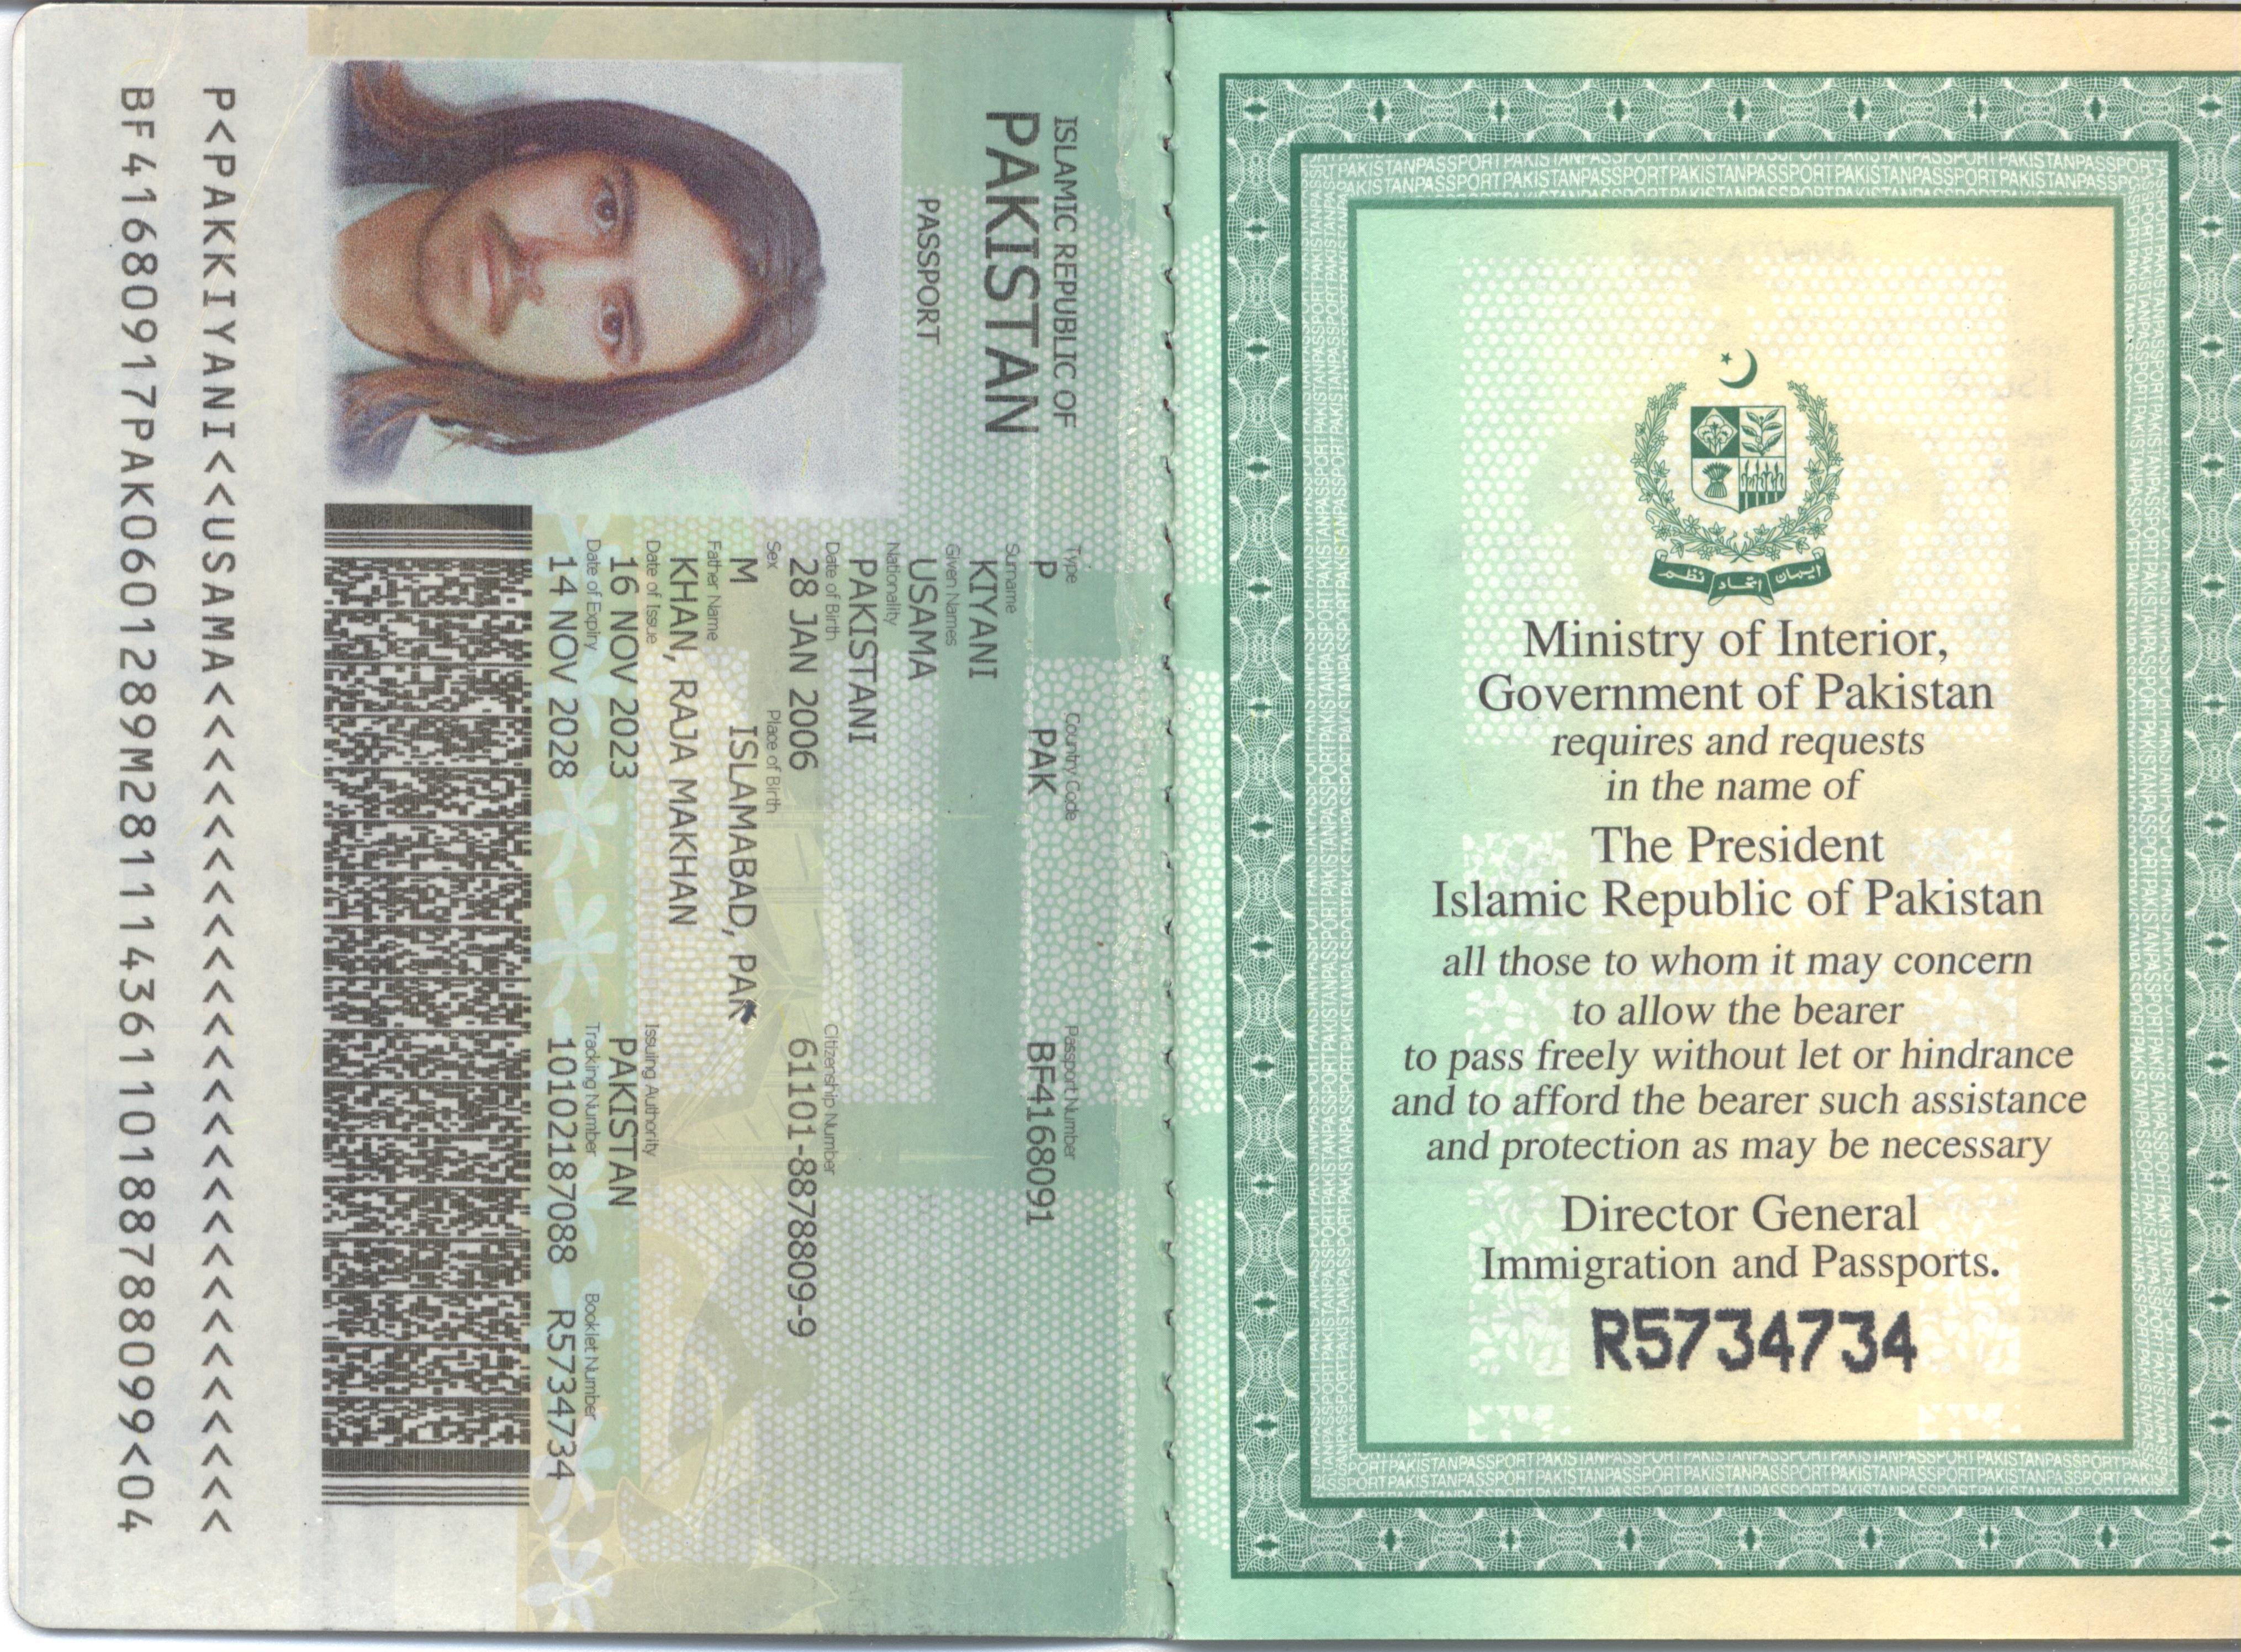 ISLAMIC REPUBLIC OF
PAKISTAN
PASSPORT
Type Country Code Passport Number
P PAK BF4168091
Surname
KIYANI
Given Names
USAMA
Nationality
PAKISTANI
Date of Birth Citizenship Number
28 JAN 2006 61101-8878809-9
Sex Place of Birth
M ISLAMABAD, PAK
Father Name
KHAN, RAJA MAKHAN
Date of Issue Issuing Authority
16 NOV 2023 PAKISTAN
Date of Expiry Tracking Number Booklet Number
14 NOV 2028 10102187088 R5734734
P<PAKKIYANI<<USAMA<<<<<<<<<<<<<<<<<<<<<<<<<<
BF41680917PAK0601289M28111436110188788099<04
ایمان اتحاد نظم
Ministry of Interior,
Government of Pakistan
requires and requests
in the name of
The President
Islamic Republic of Pakistan
all those to whom it may concern
to allow the bearer
to pass freely without let or hindrance
and to afford the bearer such assistance
and protection as may be necessary
Director General
Immigration and Passports.
R5734734